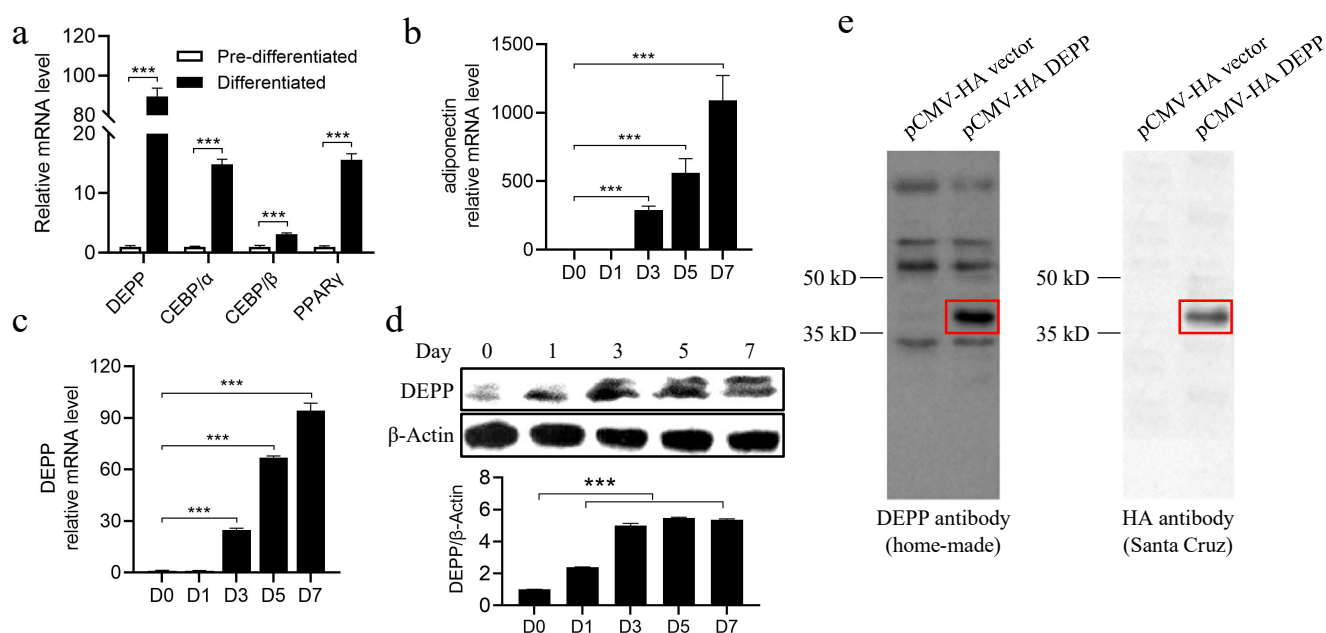 a
Relative mRNA level
120
100
80
20
10
0
Pre-differentiated
Differentiated
***
***
***
***
DEPP
CEBP/α
CEBP/β
PPARγ
b
adiponectin
relative mRNA level
1500
1000
500
0
***
***
***
D0 D1 D3 D5 D7
c
DEPP
relative mRNA level
120
90
60
30
0
***
***
***
D0 D1 D3 D5 D7
d
Day 0 1 3 5 7
DEPP
β-Actin
DEPP/β-Actin
8
6
4
2
0
***
D0 D1 D3 D5 D7
e
pCMV-HA vector
pCMV-HA DEPP
50 kD
35 kD
DEPP antibody
(home-made)
pCMV-HA vector
pCMV-HA DEPP
50 kD
35 kD
HA antibody
(Santa Cruz)